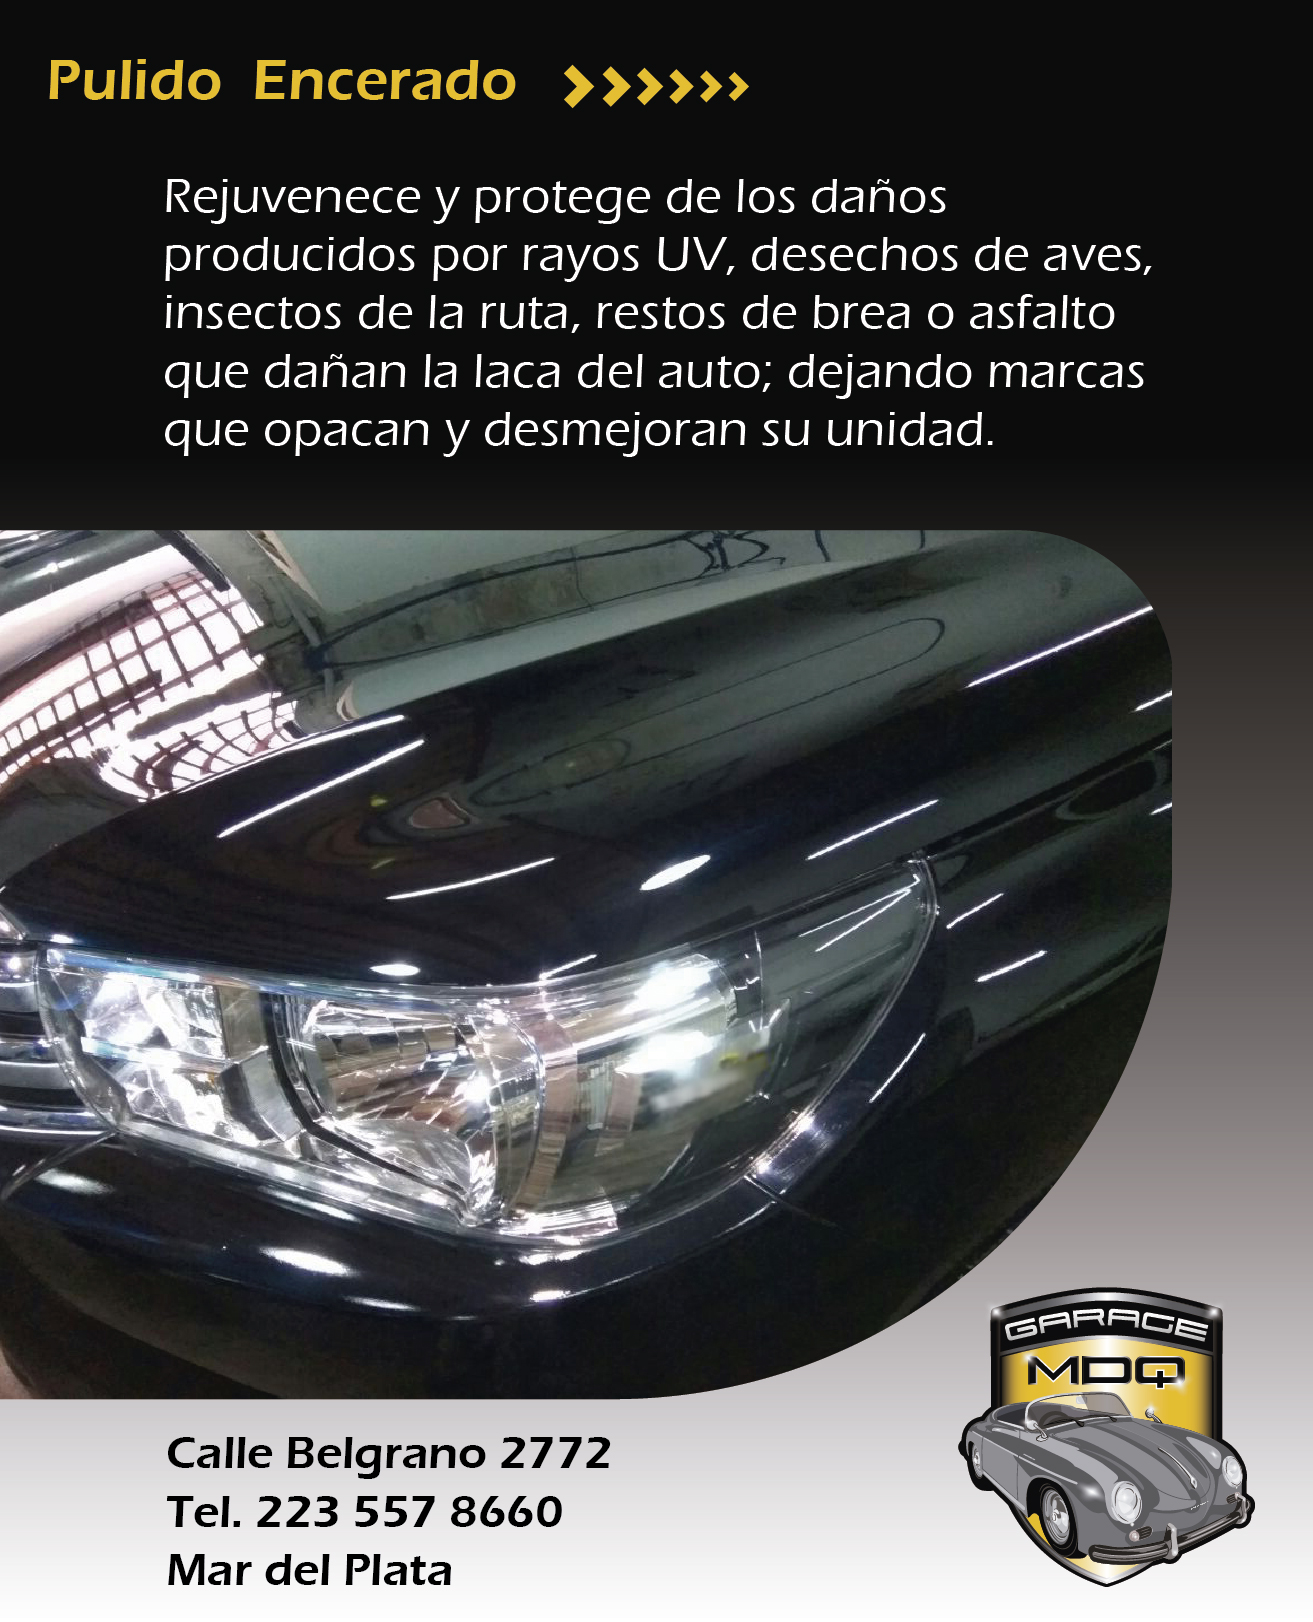 Pulido Encerado
Rejuvenece y protege de los daños
producidos por rayos UV, desechos de aves,
insectos de la ruta, restos de brea o asfalto
que dañan la laca del auto; dejando marcas
que opacan y desmejoran su unidad.
GARAGE
MDQ
Calle Belgrano 2772
Tel. 223 557 8660
Mar del Plata